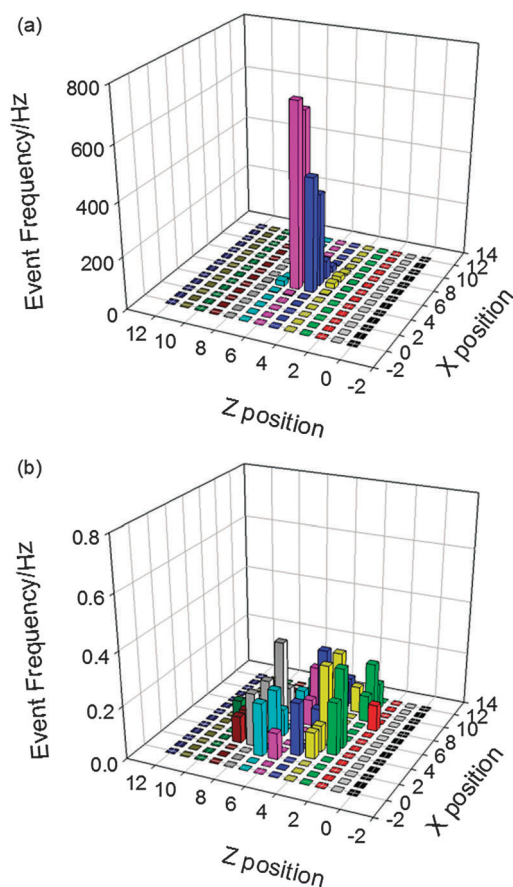 (a)
Event Frequency/Hz
800
600
400
200
0
12 10 8 6 4 2 0 -2
Z position
-2 0 2 4 6 8 10 12 14
X position
(b)
Event Frequency/Hz
0.8
0.6
0.4
0.2
0.0
12 10 8 6 4 2 0 -2
Z position
-2 0 2 4 6 8 10 12 14
X position